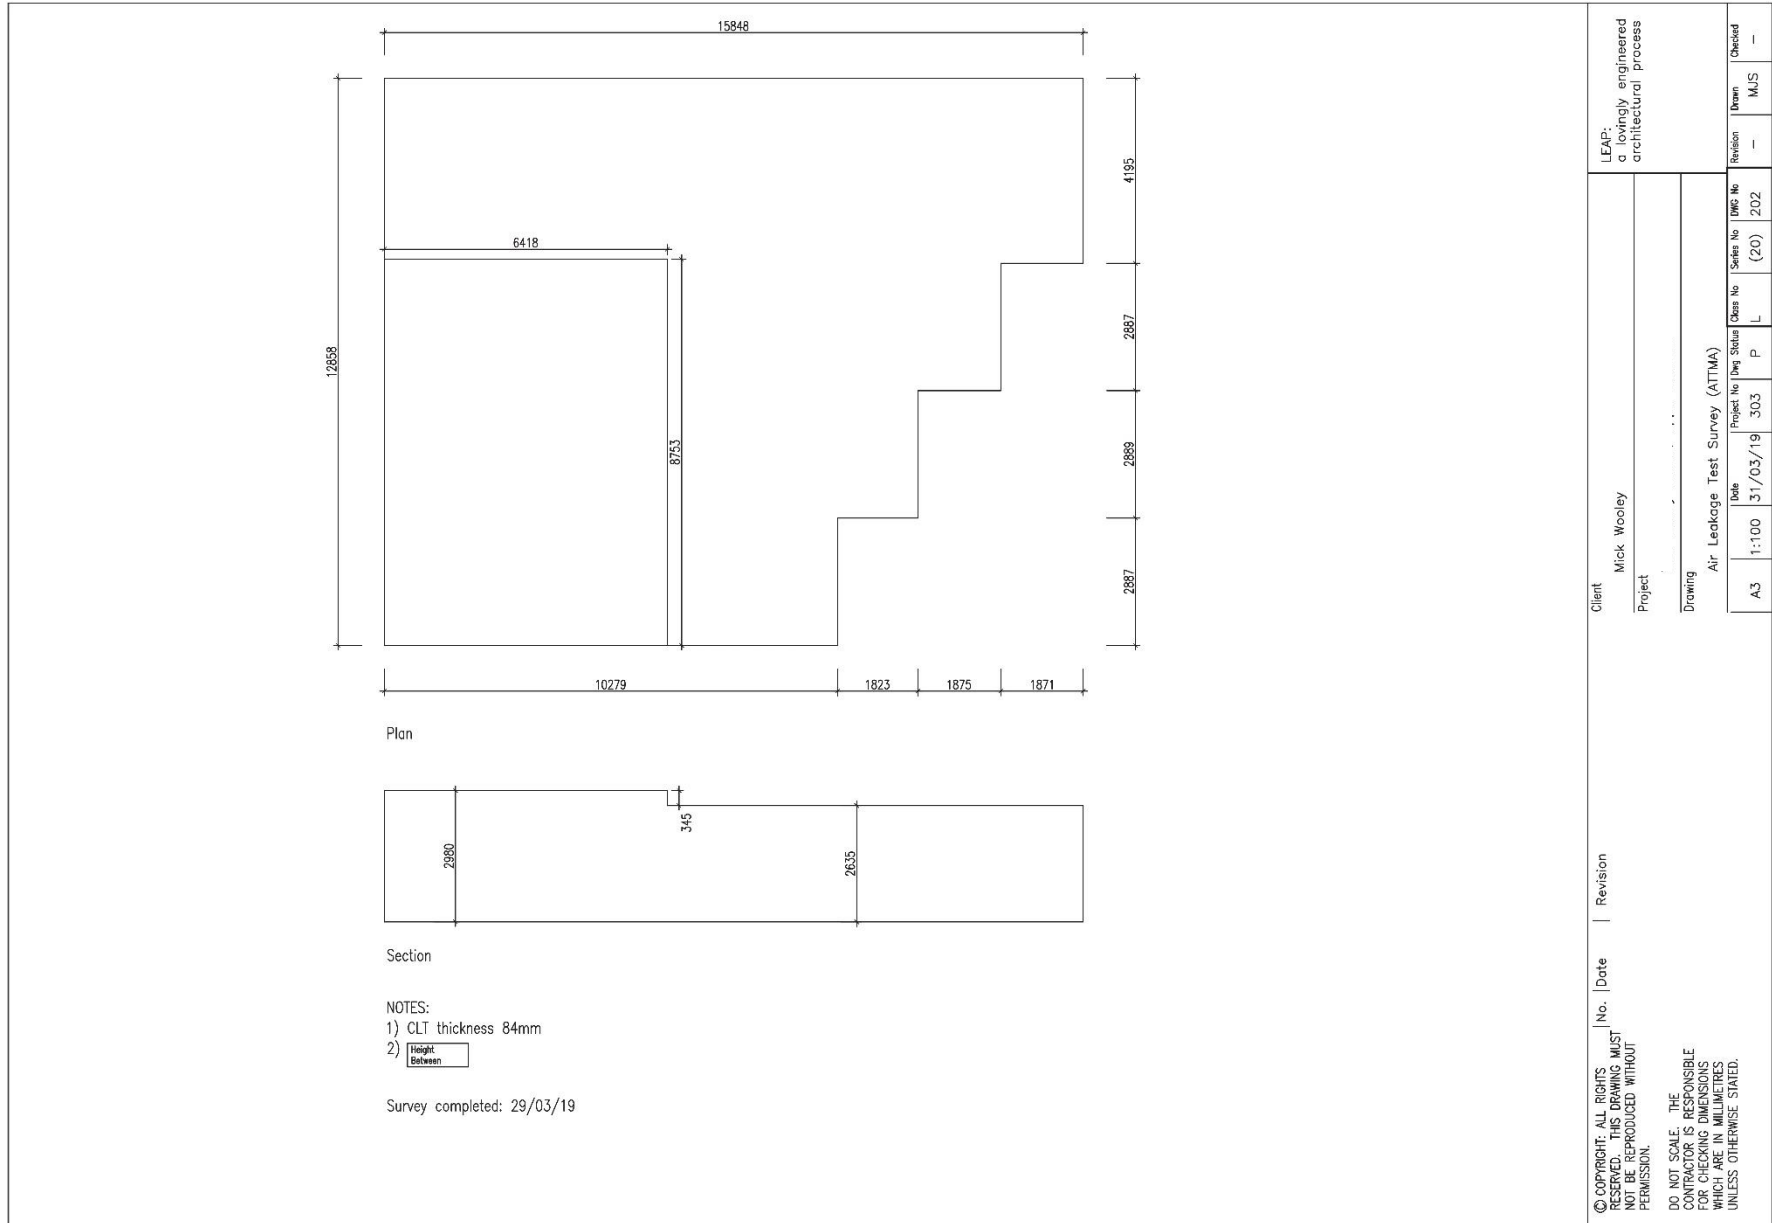 15848
12858
4195
6418
8753
2887
2889
2887
10279
1823
1875
1871
Plan
2980
345
2635
Section
NOTES:
1) CLT thickness 84mm
2) Height
Between
Survey completed: 29/03/19
LEAP:
a lovingly engineered
architectural process
Client
Mick Wooley
Project
Drawing
Air Leakage Test Survey (ATTMA)
A3
1:100
Date
31/03/19
Project No
303
Dwg Status
P
Class No
L
Series No
(20)
DWG No
202
Revision
–
Drawn
MJS
Checked
–
No. Date Revision
© COPYRIGHT: ALL RIGHTS
RESERVED. THIS DRAWING MUST
NOT BE REPRODUCED WITHOUT
PERMISSION.
DO NOT SCALE. THE
CONTRACTOR IS RESPONSIBLE
FOR CHECKING DIMENSIONS
WHICH ARE IN MILLIMETRES
UNLESS OTHERWISE STATED.